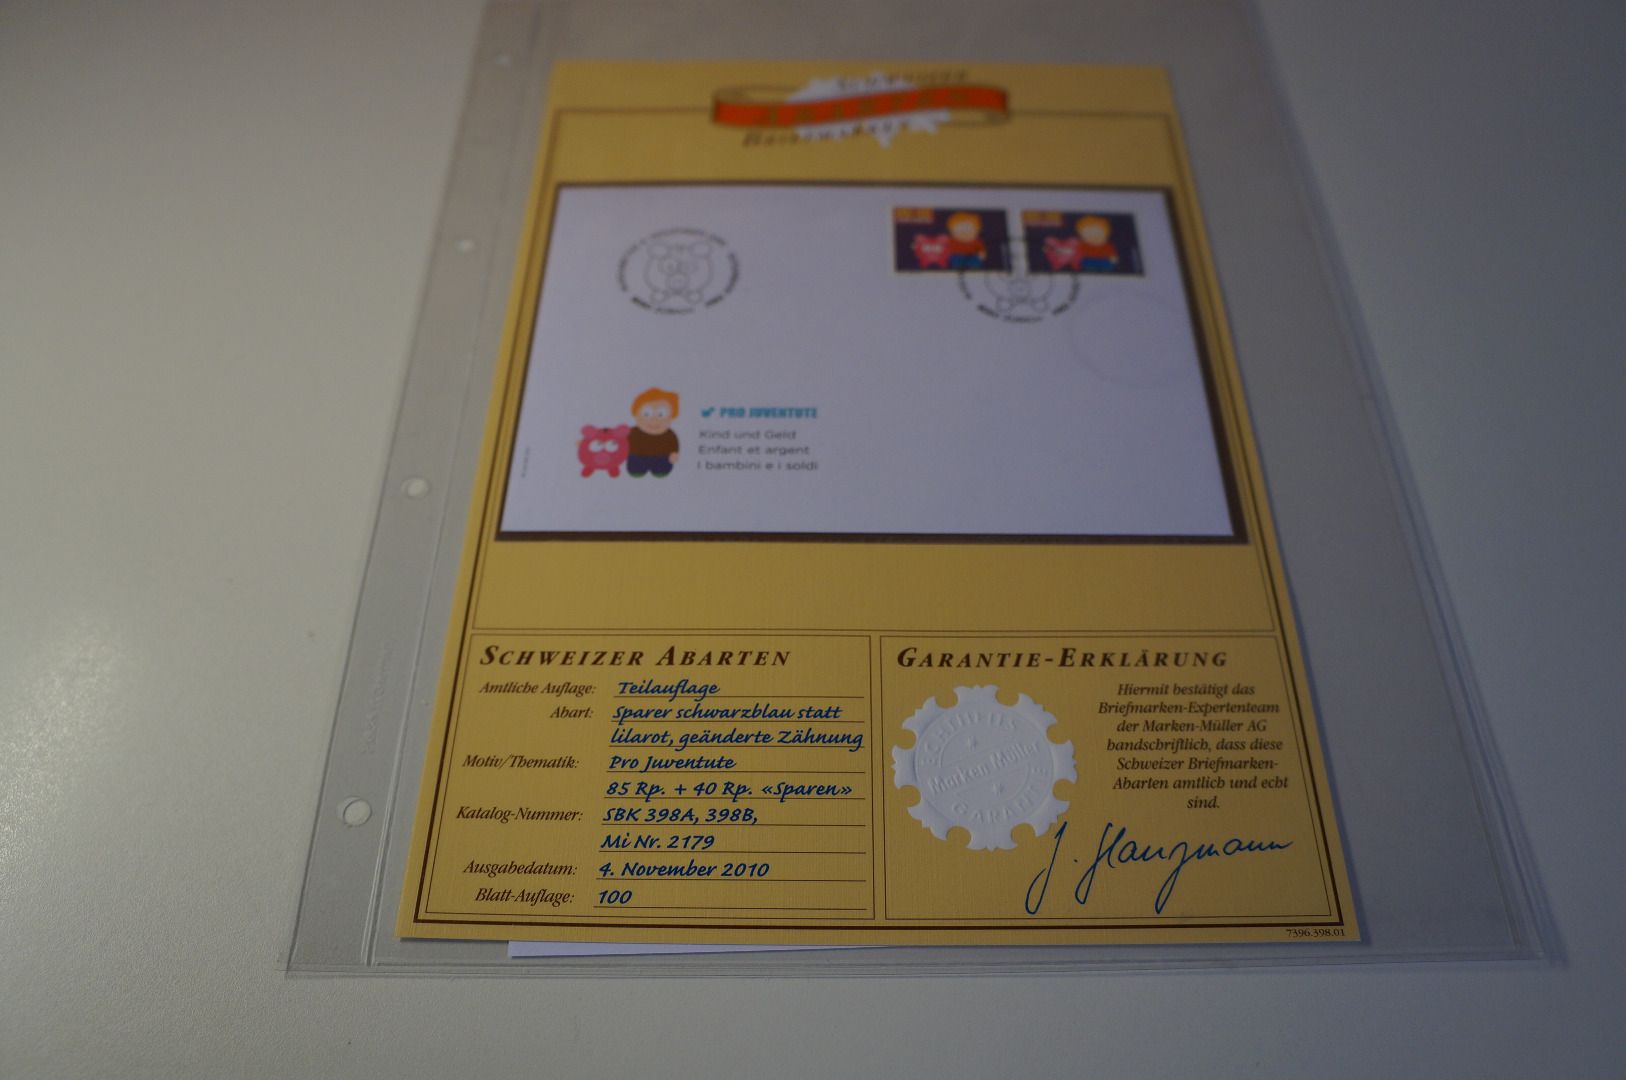 ABARTEN
PRO JUVENTUTE
Kind und Geld
Enfant et argent
I bambini e i soldi
SCHWEIZER ABARTEN
Amtliche Auflage: Teilauflage
Abart: Sparer schwarzblau statt
lilarot, geänderte Zähnung
Motiv/Thematik: Pro Juventute
85 Rp. + 40 Rp. «Sparen»
Katalog-Nummer: SBK 398A, 398B,
Mi Nr. 2179
Ausgabedatum: 4. November 2010
Blatt-Auflage: 100
GARANTIE-ERKLÄRUNG
Hiermit bestätigt das
Briefmarken-Expertenteam
der Marken-Müller AG
handschriftlich, dass diese
Schweizer Briefmarken-
Abarten amtlich und echt
sind.
ECHTHEITS
Marken Müller
GARANTIE
7396.398.01